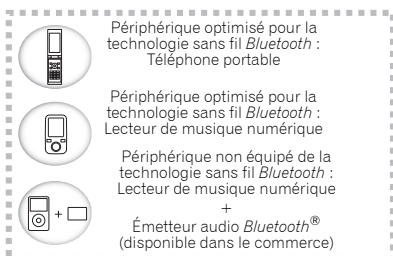 Périphérique optimisé pour la
technologie sans fil Bluetooth :
Téléphone portable
Périphérique optimisé pour la
technologie sans fil Bluetooth :
Lecteur de musique numérique
Périphérique non équipé de la
technologie sans fil Bluetooth :
Lecteur de musique numérique
+
Émetteur audio Bluetooth®
(disponible dans le commerce)